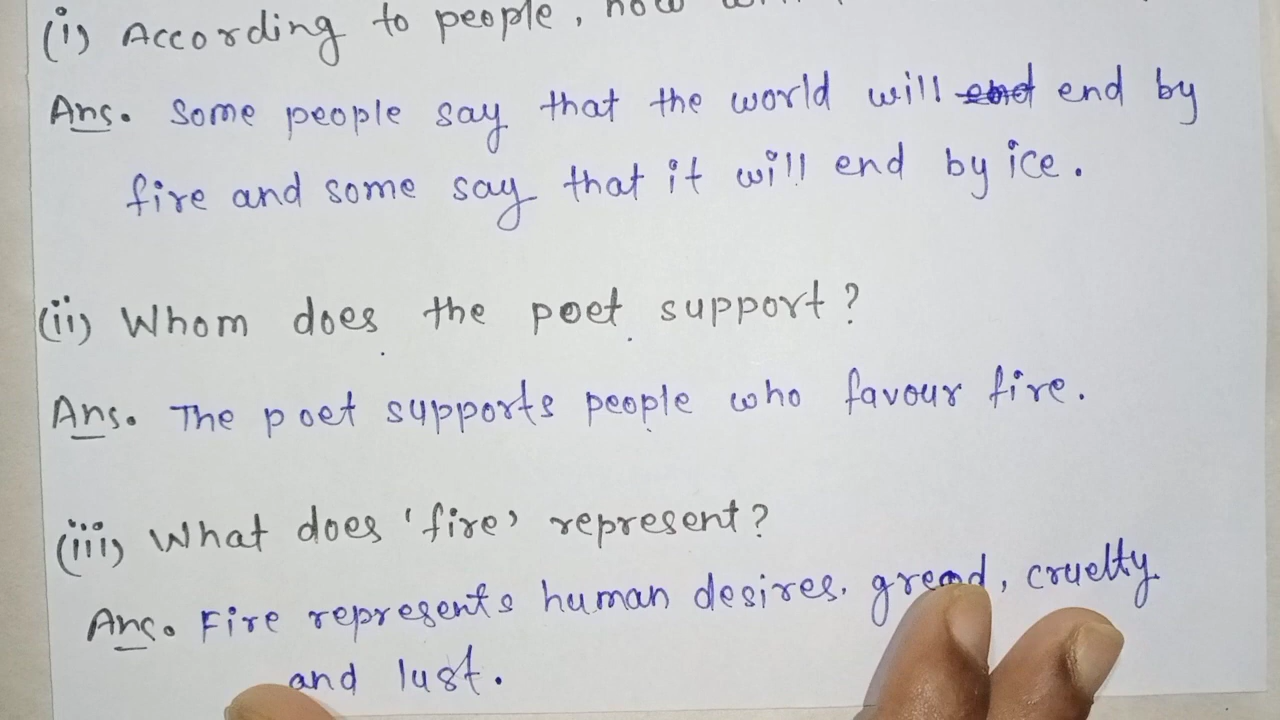 (i) According to people, how
Ans. Some people say that the world will end end by
fire and some say that it will end by ice.
(ii) Whom does the poet support?
Ans. The poet supports people who favour fire.
(iii) What does 'fire' represent?
Ans. Fire represents human desires. greed, cruelty
and lust.